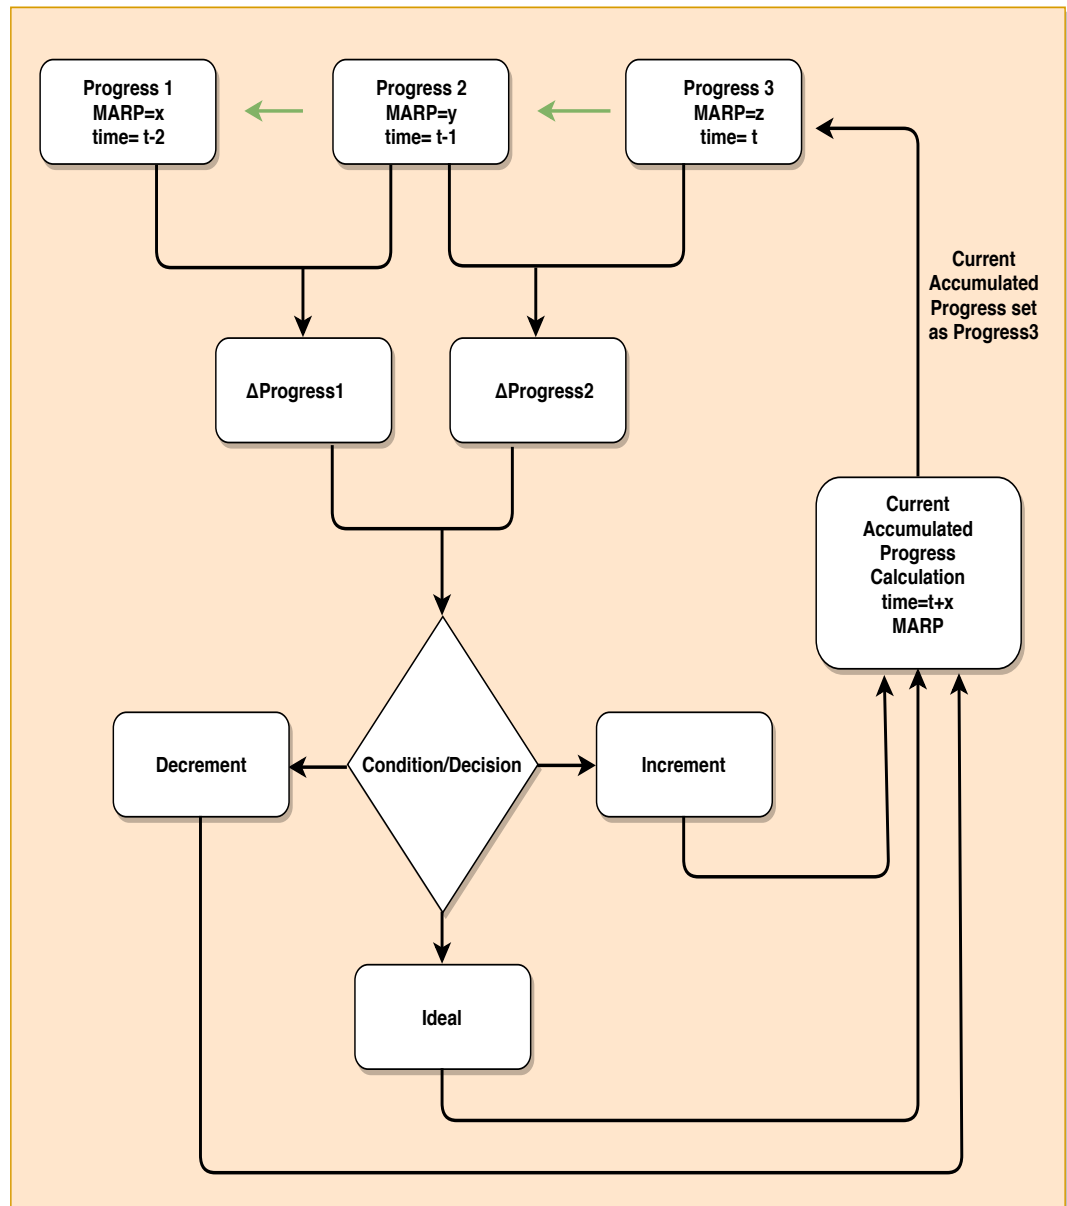 Progress 1
MARP=x
time= t-2
Progress 2
MARP=y
time= t-1
Progress 3
MARP=z
time= t
Current
Accumulated
Progress set
as Progress3
ΔProgress1
ΔProgress2
Current
Accumulated
Progress
Calculation
time=t+x
MARP
Decrement
Condition/Decision
Increment
Ideal